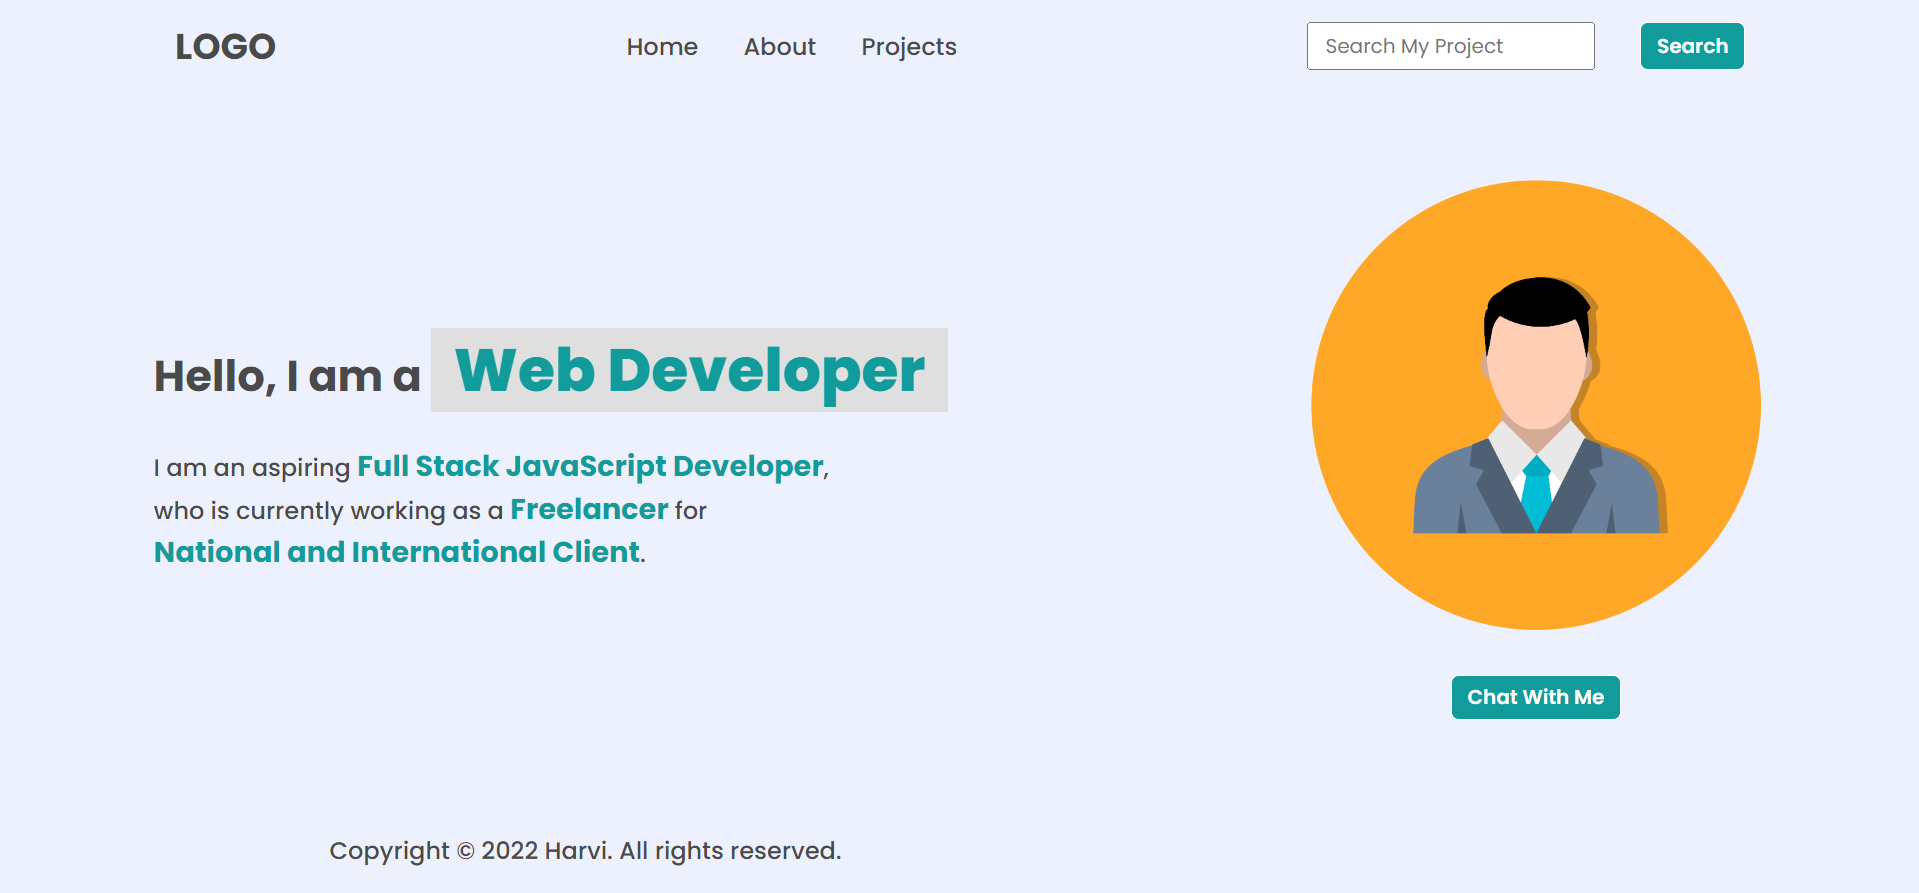 LOGO
Home
About
Projects
Search My Project
Search
Hello, I am a Web Developer
I am an aspiring Full Stack JavaScript Developer,
who is currently working as a Freelancer for
National and International Client.
Chat With Me
Copyright © 2022 Harvi. All rights reserved.